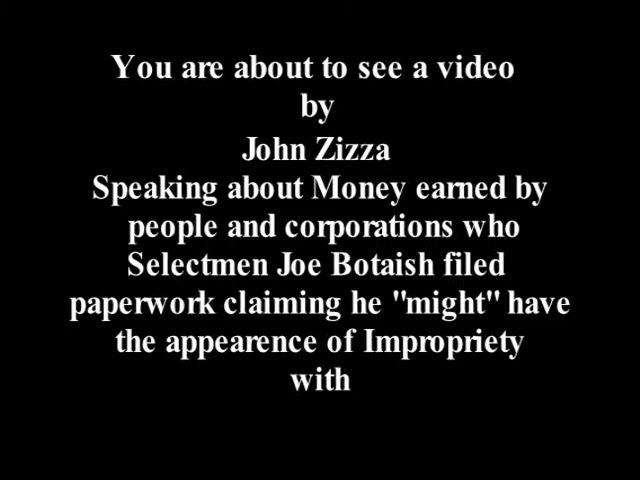 You are about to see a video
by
John Zizza
Speaking about Money earned by
people and corporations who
Selectmen Joe Botaish filed
paperwork claiming he "might" have
the appearence of Impropriety
with